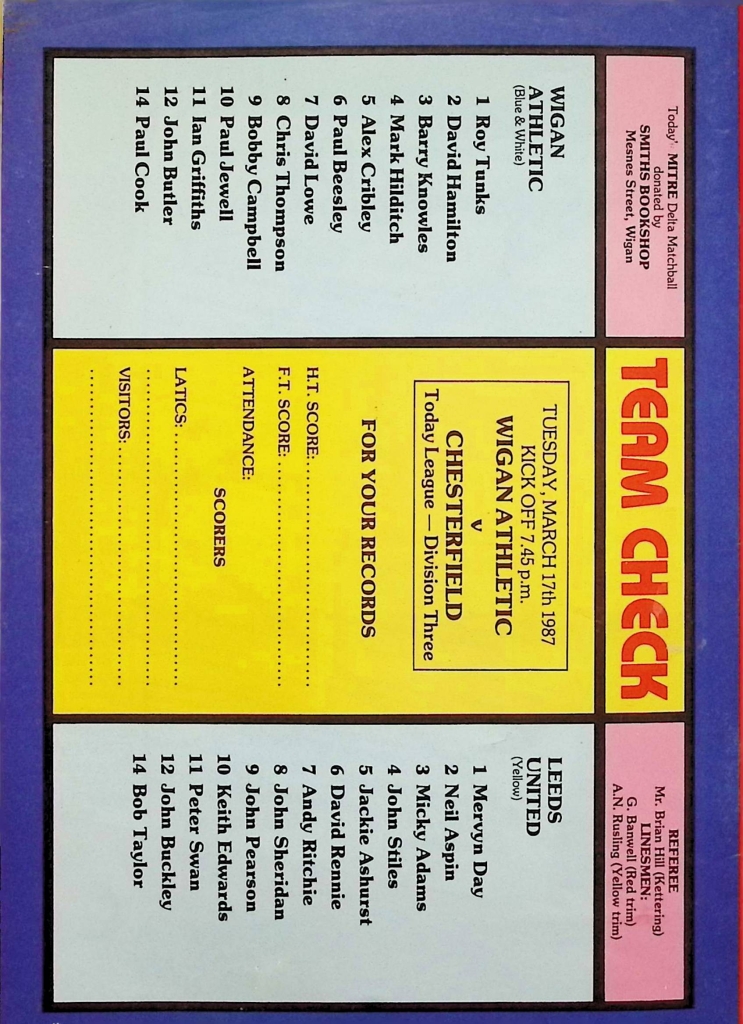 Today's MITRE Delta Matchball
donated by
SMITHS BOOKSHOP
Mesnes Street, Wigan
TEAM CHECK
REFEREE
Mr. Brian Hill (Kettering)
LINESMEN:
G. Banwell (Red trim)
A.N. Rusling (Yellow trim)
WIGAN
ATHLETIC
(Blue & White)
1 Roy Tunks
2 David Hamilton
3 Barry Knowles
4 Mark Hilditch
5 Alex Cribley
6 Paul Beesley
7 David Lowe
8 Chris Thompson
9 Bobby Campbell
10 Paul Jewell
11 Ian Griffiths
12 John Butler
14 Paul Cook
TUESDAY, MARCH 17th 1987
KICK OFF 7.45 p.m.
WIGAN ATHLETIC
v
CHESTERFIELD
Today League — Division Three
FOR YOUR RECORDS
H.T. SCORE:
F.T. SCORE:
ATTENDANCE:
SCORERS
LATICS:
VISITORS:
LEEDS
UNITED
(Yellow)
1 Mervyn Day
2 Neil Aspin
3 Micky Adams
4 John Stiles
5 Jackie Ashurst
6 David Rennie
7 Andy Ritchie
8 John Sheridan
9 John Pearson
10 Keith Edwards
11 Peter Swan
12 John Buckley
14 Bob Taylor